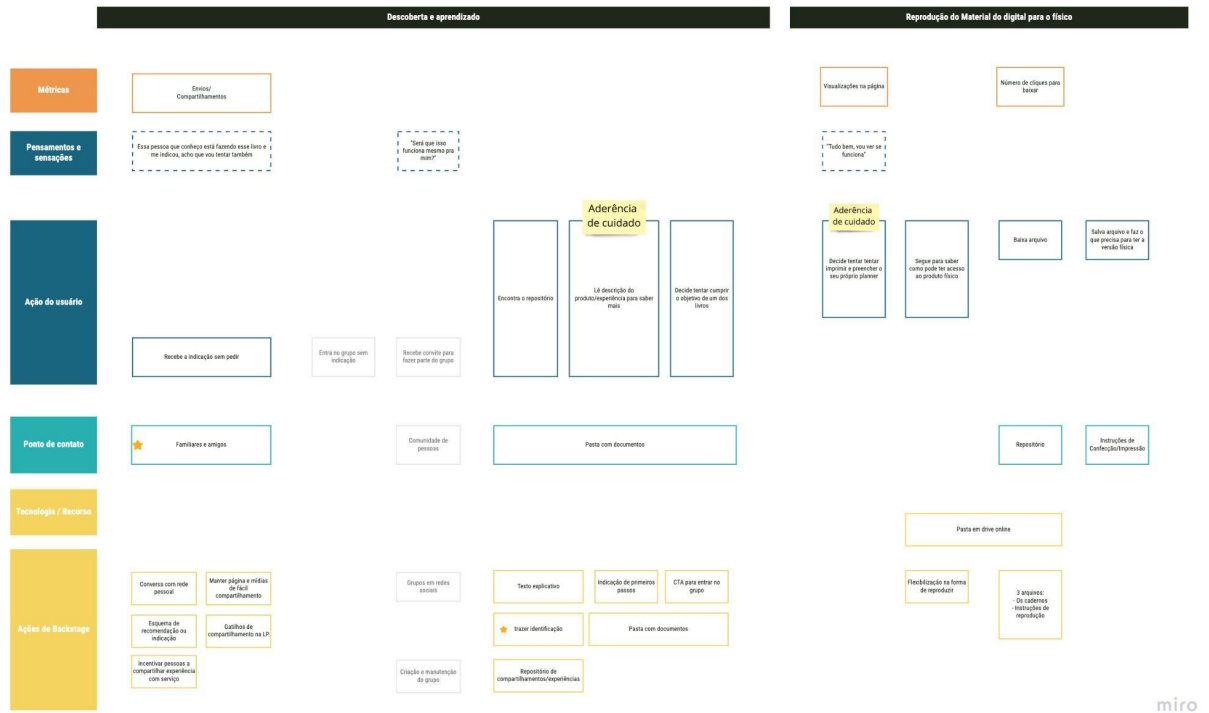 Descoberta e aprendizado
Reprodução do Material do digital para o físico
Métricas
Envios/
Compartilhamentos
Visualizações na página
Número de cliques para
baixar
Pensamentos e
sensações
Essa pessoa que conheço está fazendo esse livro e
me indicou, acho que vou tentar também
"Será que isso
funciona mesmo pra
mim?"
"Tudo bem, vou ver se
funciona"
Ação do usuário
Aderência
de cuidado
Aderência
de cuidado
Encontra o repositório
Lê descrição do
produto/experiência para saber
mais
Decide tentar cumprir
o objetivo de um dos
livros
Decide tentar tentar
imprimir e preencher o
seu próprio planner
Segue para saber
como pode ter acesso
ao produto físico
Baixa arquivo
Salva arquivo e faz o
que precisa para ter a
versão física
Recebe a indicação sem pedir
Entra no grupo sem
indicação
Recebe convite para
fazer parte do grupo
Ponto de contato
Familiares e amigos
Comunidade de
pessoas
Pasta com documentos
Repositório
Instruções de
Confecção/Impressão
Tecnologia / Recurso
Pasta em drive online
Ações de Backstage
Conversa com rede
pessoal
Manter página e mídias
de fácil
compartilhamento
Grupos em redes
sociais
Texto explicativo
Indicação de primeiros
passos
CTA para entrar no
grupo
Flexibilização na forma
de reproduzir
3 arquivos:
- Os cadernos
- Instruções de
reprodução
Esquema de
recomendação ou
indicação
Gatilhos de
compartilhamento na LP
trazer identificação
Pasta com documentos
Incentivar pessoas a
compartilhar experiência
com serviço
Criação e manutenção
do grupo
Repositório de
compartilhamentos/experiências
miro